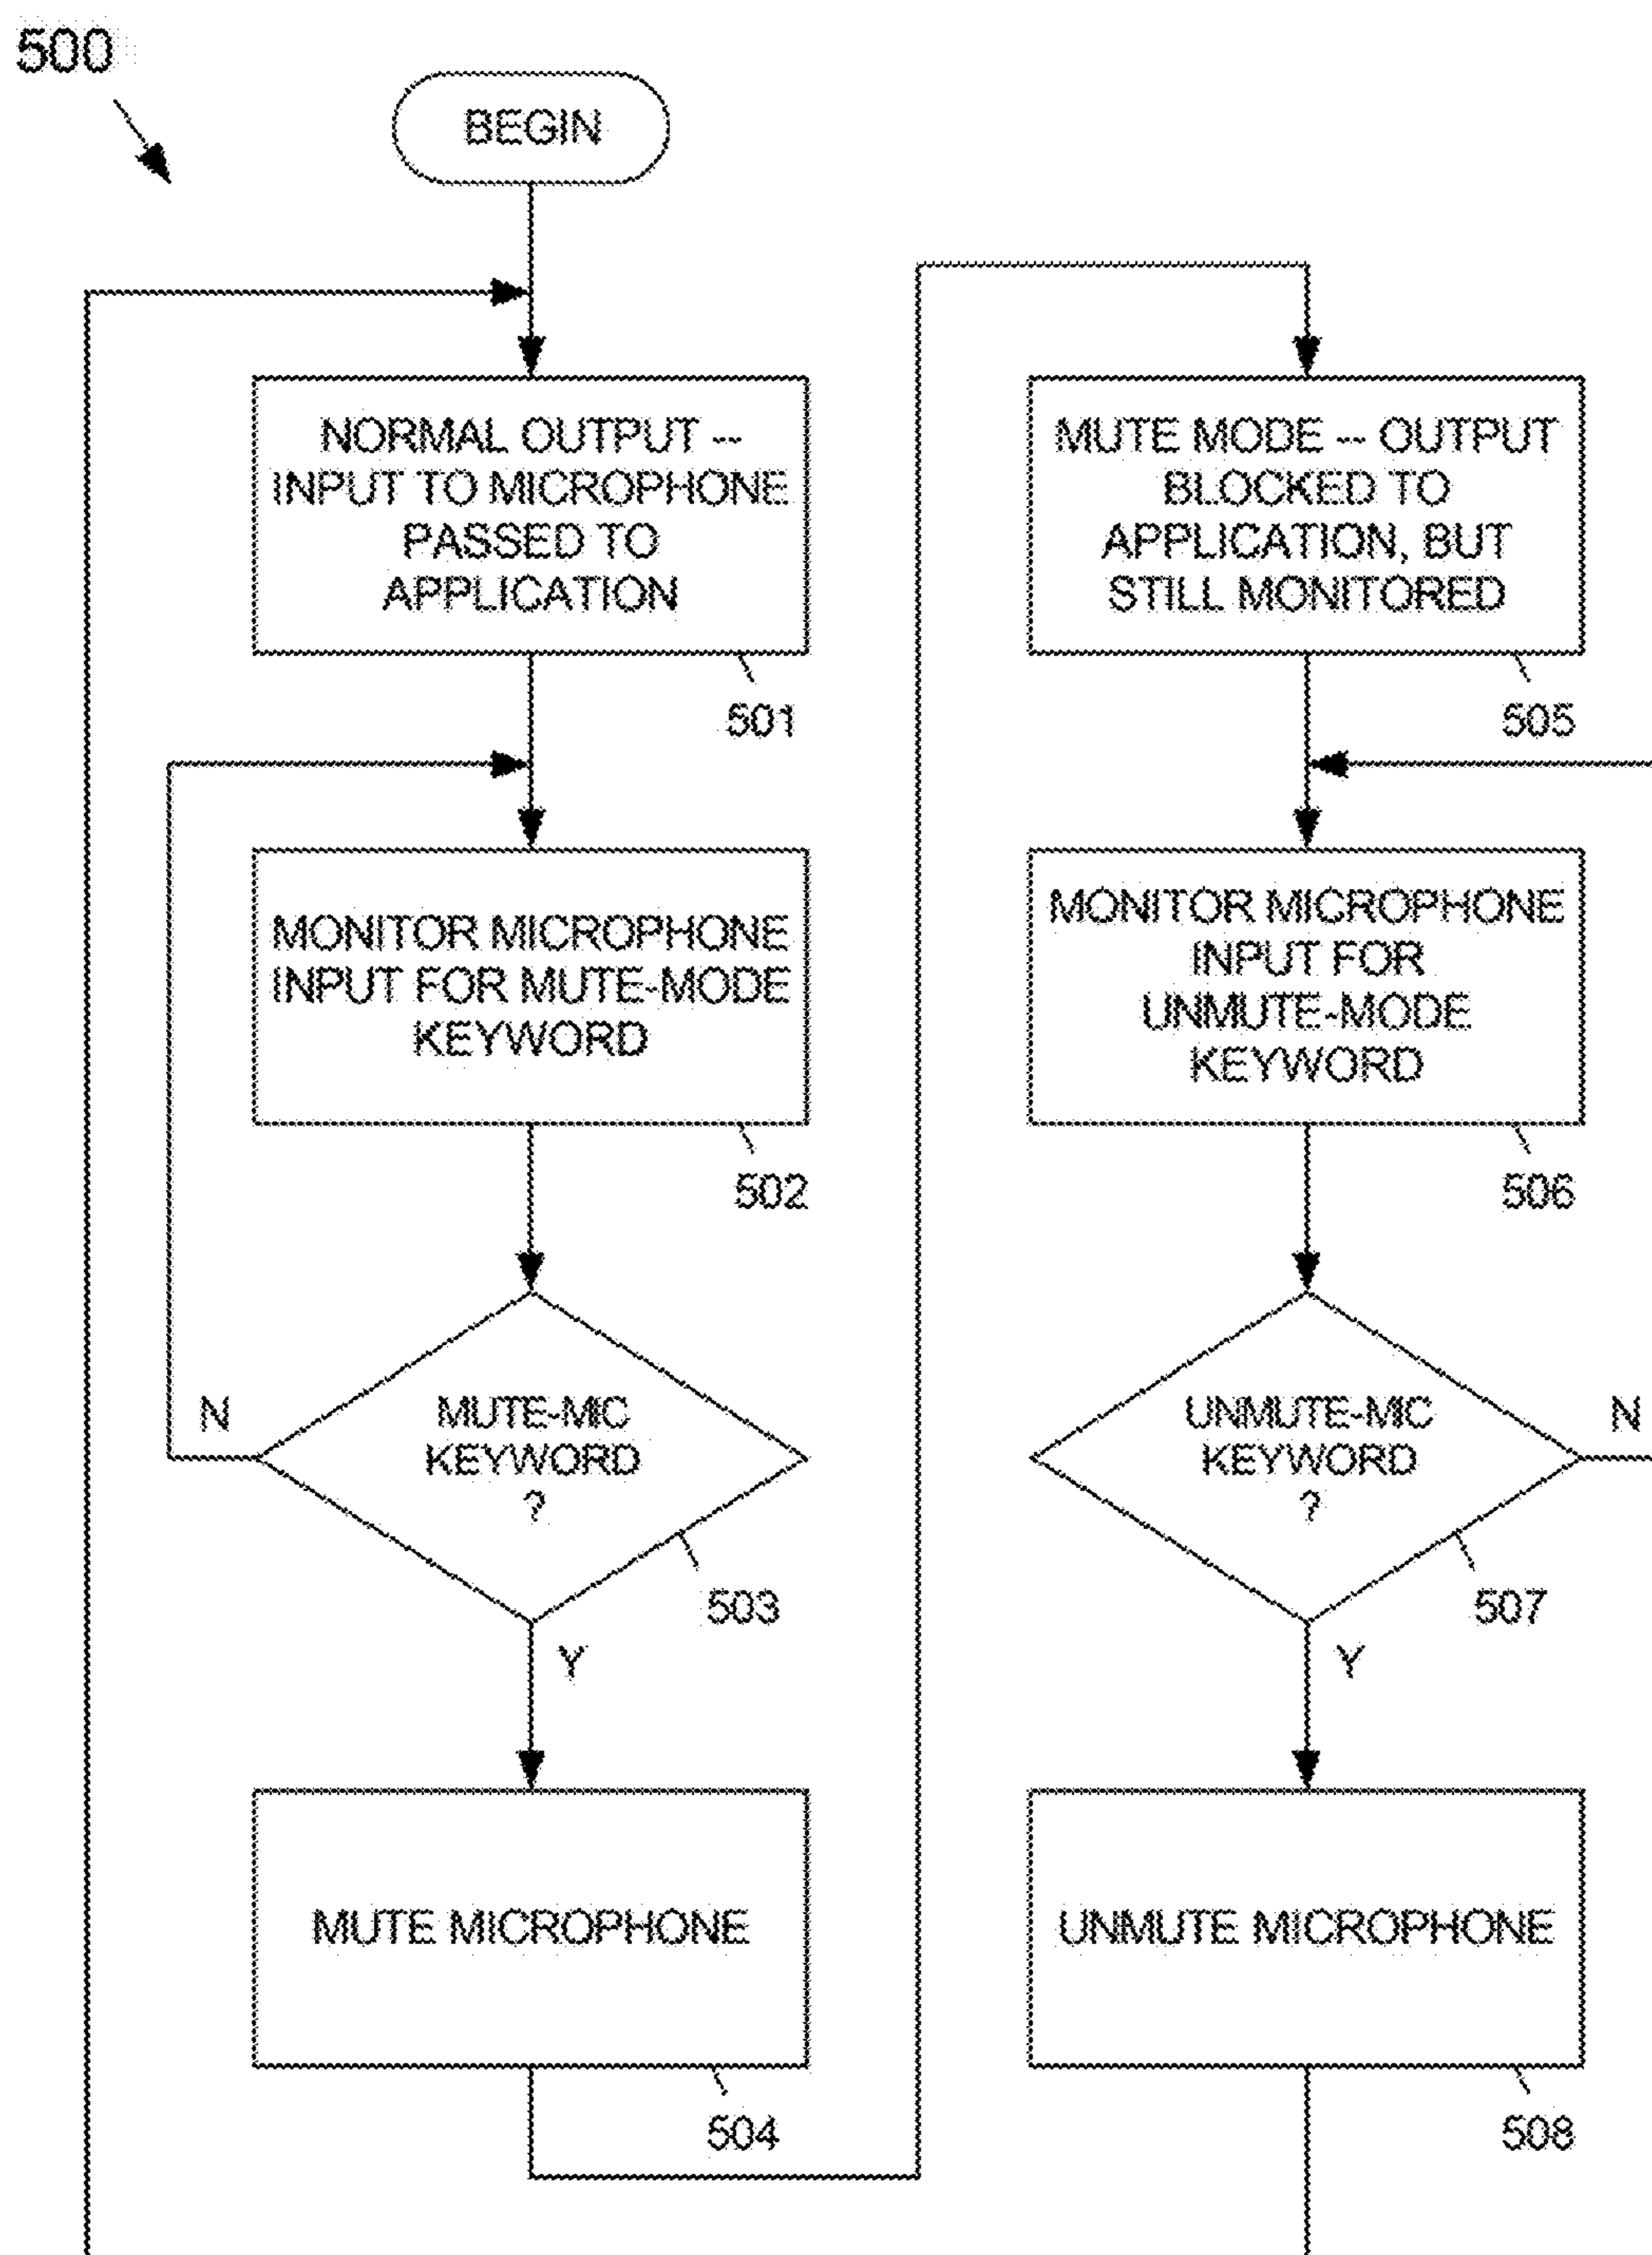 500
BEGIN
NORMAL OUTPUT --
INPUT TO MICROPHONE
PASSED TO
APPLICATION
501
MONITOR MICROPHONE
INPUT FOR MUTE-MODE
KEYWORD
502
MUTE-MIC
KEYWORD
?
N
503
Y
MUTE MICROPHONE
504
MUTE MODE -- OUTPUT
BLOCKED TO
APPLICATION, BUT
STILL MONITORED
505
MONITOR MICROPHONE
INPUT FOR
UNMUTE-MODE
KEYWORD
506
UNMUTE-MIC
KEYWORD
?
N
507
Y
UNMUTE MICROPHONE
508